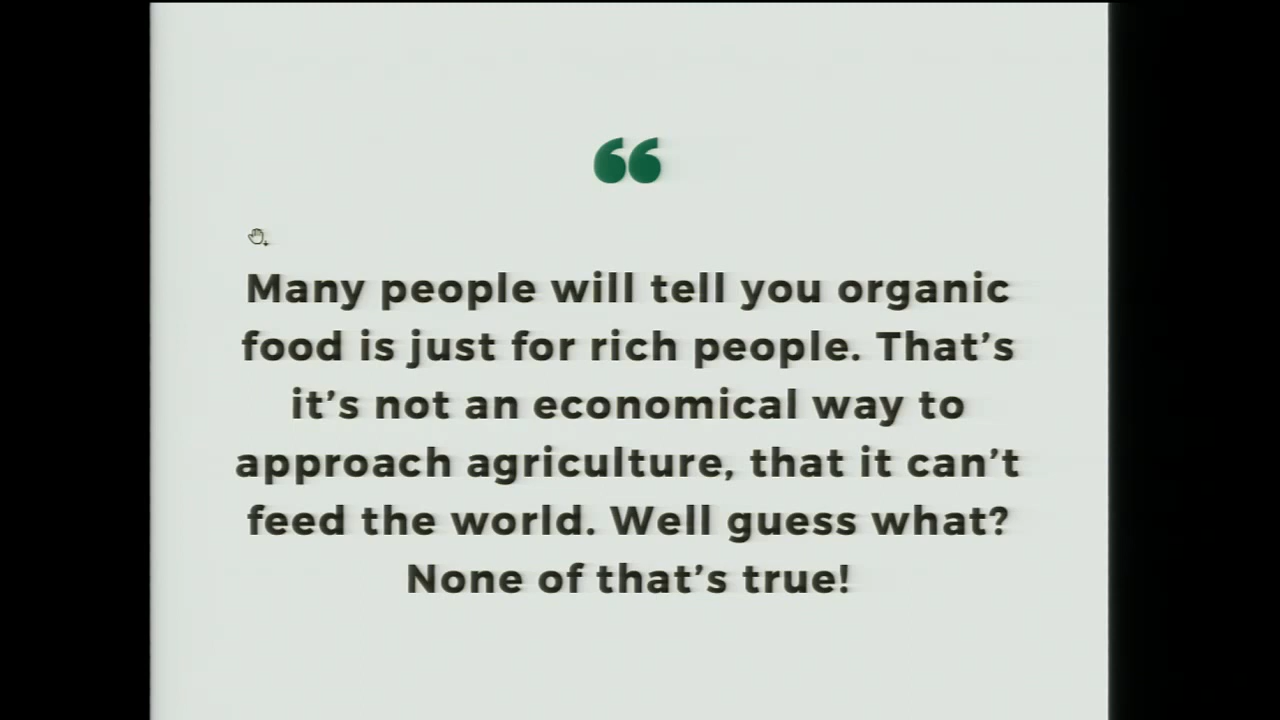 “
Many people will tell you organic
food is just for rich people. That’s
it’s not an economical way to
approach agriculture, that it can’t
feed the world. Well guess what?
None of that’s true!